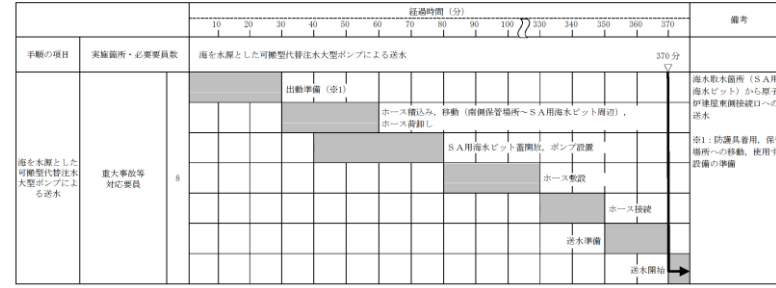 経過時間（分）
備考
10 20 30 40 50 60 70 80 90 100 330 340 350 360 370
手順の項目
実施箇所・必要要員数
海を水源とした可搬型代替注水大型ポンプによる送水
370 分
海を水源とした
可搬型代替注水
大型ポンプによ
る送水
重大事故等
対応要員
8
出動準備（※1）
ホース積込み，移動（南側保管場所～ＳＡ用海水ピット周辺），
ホース荷卸し
ＳＡ用海水ピット蓋開放，ポンプ設置
ホース敷設
ホース接続
送水準備
送水開始
海水取水箇所（ＳＡ用
海水ピット）から原子
炉建屋東側接続口への
送水
※1：防護具着用，保管
場所への移動，使用する
設備の準備